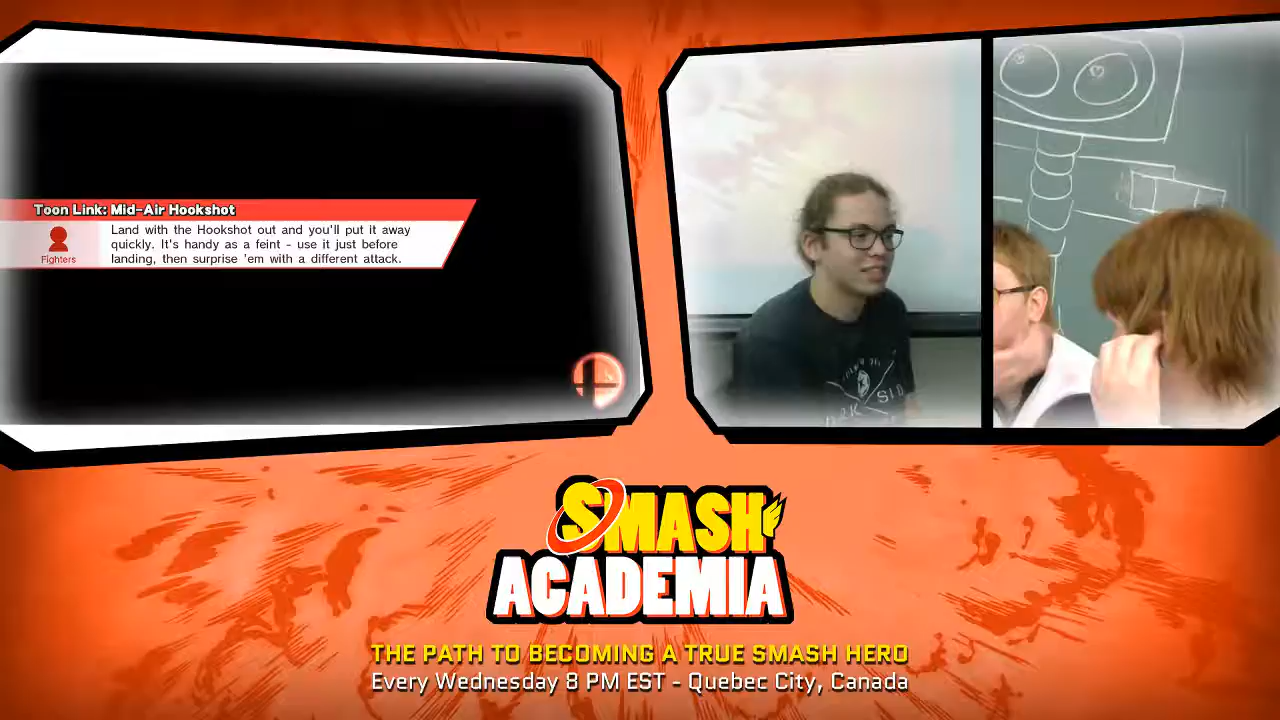 Toon Link: Mid-Air Hookshot
Land with the Hookshot out and you'll put it away
quickly. It's handy as a feint - use it just before
landing, then surprise 'em with a different attack.
Fighters
SMASH
ACADEMIA
THE PATH TO BECOMING A TRUE SMASH HERO
Every Wednesday 8 PM EST - Quebec City, Canada